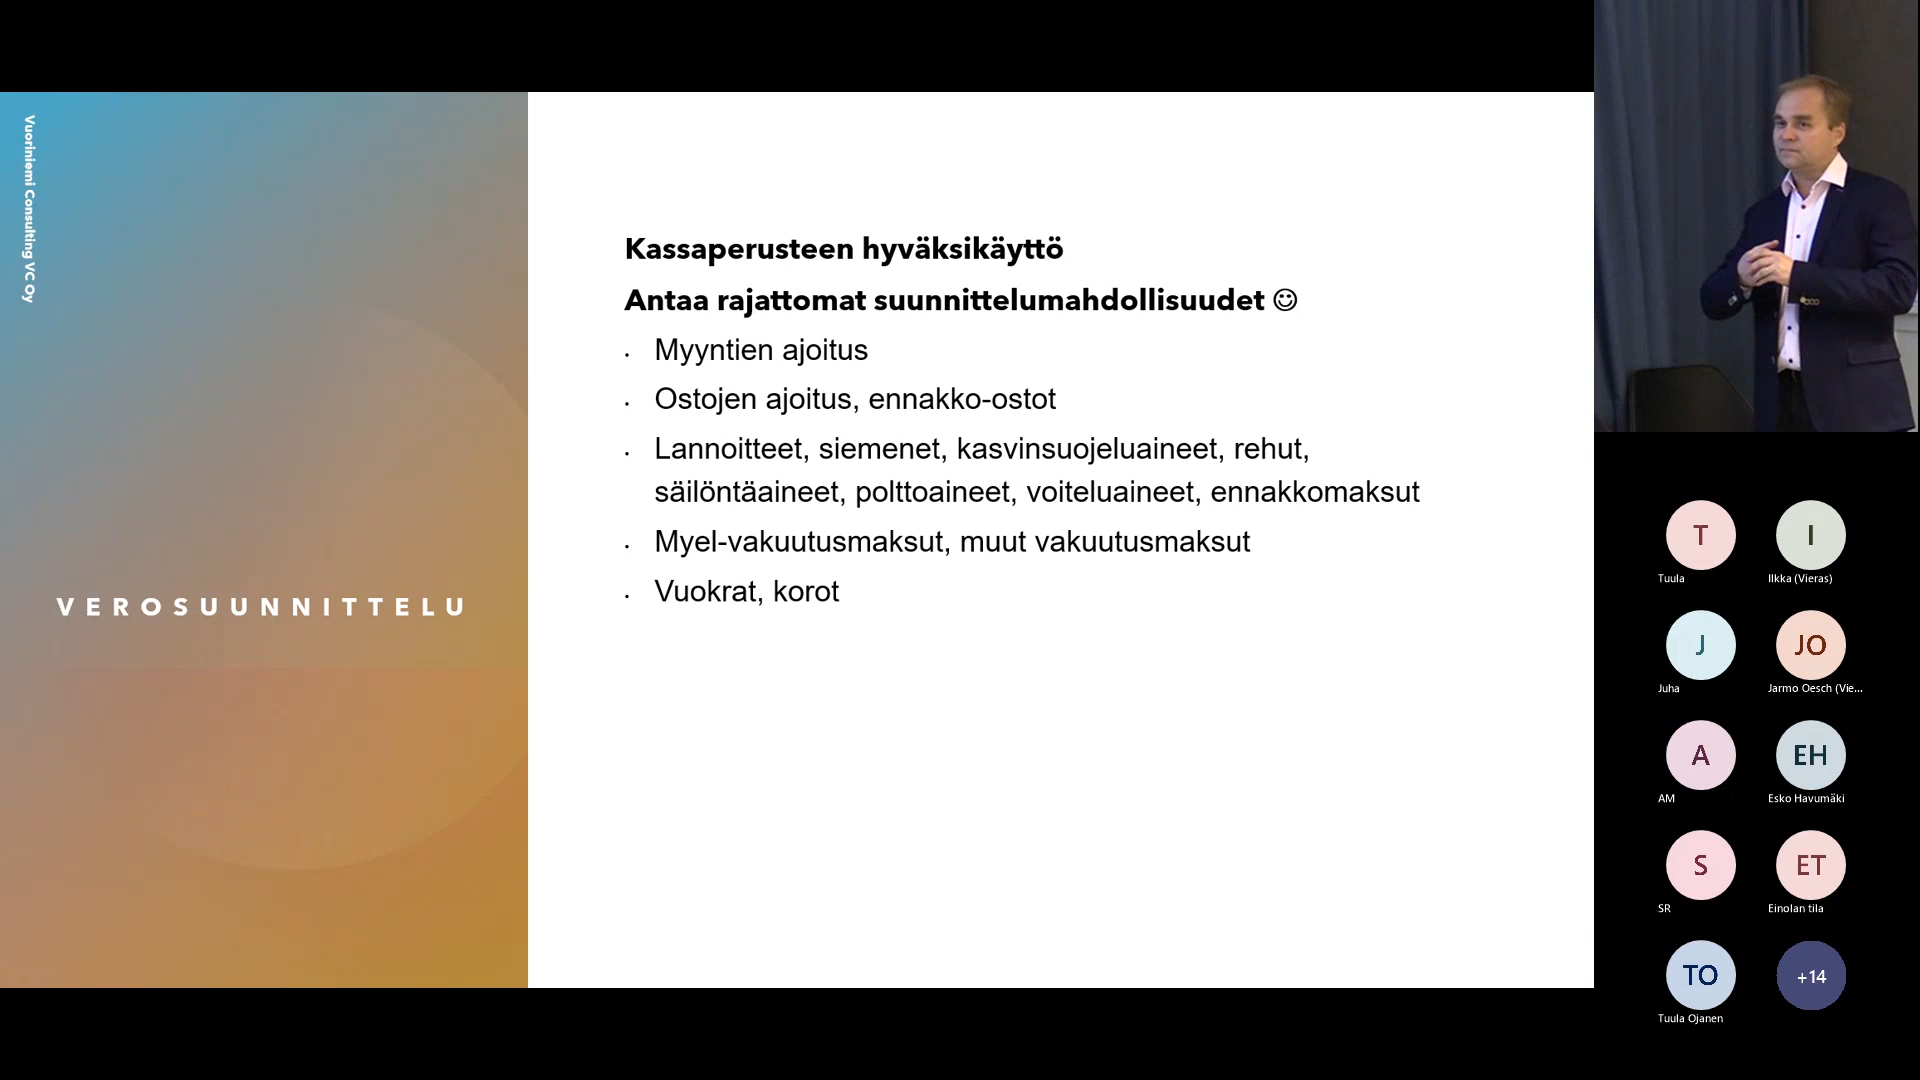 Vuoriniemi Consulting VC Oy
VEROSUUNNITTELU
Kassaperusteen hyväksikäyttö
Antaa rajattomat suunnittelumahdollisuudet ☺
• Myyntien ajoitus
• Ostojen ajoitus, ennakko-ostot
• Lannoitteet, siemenet, kasvinsuojeluaineet, rehut,
säilöntäaineet, polttoaineet, voiteluaineet, ennakkomaksut
• Myel-vakuutusmaksut, muut vakuutusmaksut
• Vuokrat, korot
T
I
Tuula
Ilkka (Vieras)
J
JO
Juha
Jarmo Oesch (Vie...
A
EH
AM
Esko Havumäki
S
ET
SR
Einolan tila
TO
+14
Tuula Ojanen